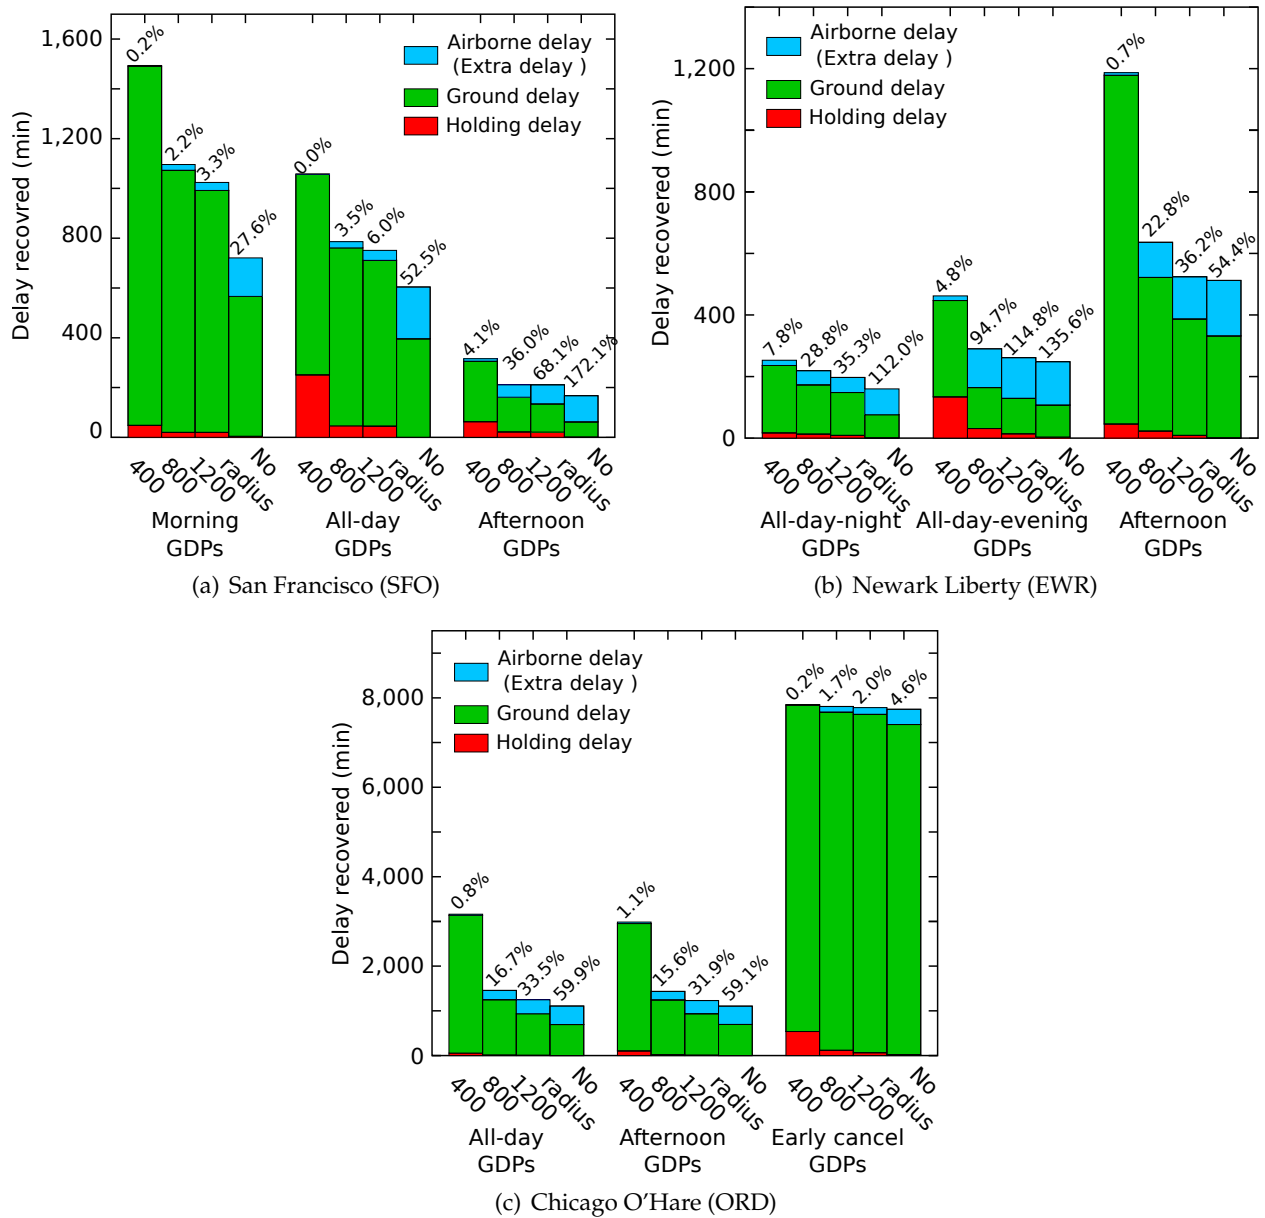 1,600
1,200
800
400
0
Delay recovred (min)
Airborne delay
(Extra delay )
Ground delay
Holding delay
0.2%
2.2%
3.3%
27.6%
0.0%
3.5%
6.0%
52.5%
4.1%
36.0%
68.1%
172.1%
400
800
1200
No
radius
400
800
1200
No
radius
400
800
1200
No
radius
Morning
GDPs
All-day
GDPs
Afternoon
GDPs
(a) San Francisco (SFO)
1,200
800
400
0
Delay recovred (min)
Airborne delay
(Extra delay )
Ground delay
Holding delay
7.8%
28.8%
35.3%
112.0%
4.8%
94.7%
114.8%
135.6%
0.7%
22.8%
36.2%
54.4%
400
800
1200
No
radius
400
800
1200
No
radius
400
800
1200
No
radius
All-day-night
GDPs
All-day-evening
GDPs
Afternoon
GDPs
(b) Newark Liberty (EWR)
8,000
6,000
4,000
2,000
0
Delay recovred (min)
Airborne delay
(Extra delay )
Ground delay
Holding delay
0.8%
16.7%
33.5%
59.9%
1.1%
15.6%
31.9%
59.1%
0.2%
1.7%
2.0%
4.6%
400
800
1200
No
radius
400
800
1200
No
radius
400
800
1200
No
radius
All-day
GDPs
Afternoon
GDPs
Early cancel
GDPs
(c) Chicago O'Hare (ORD)